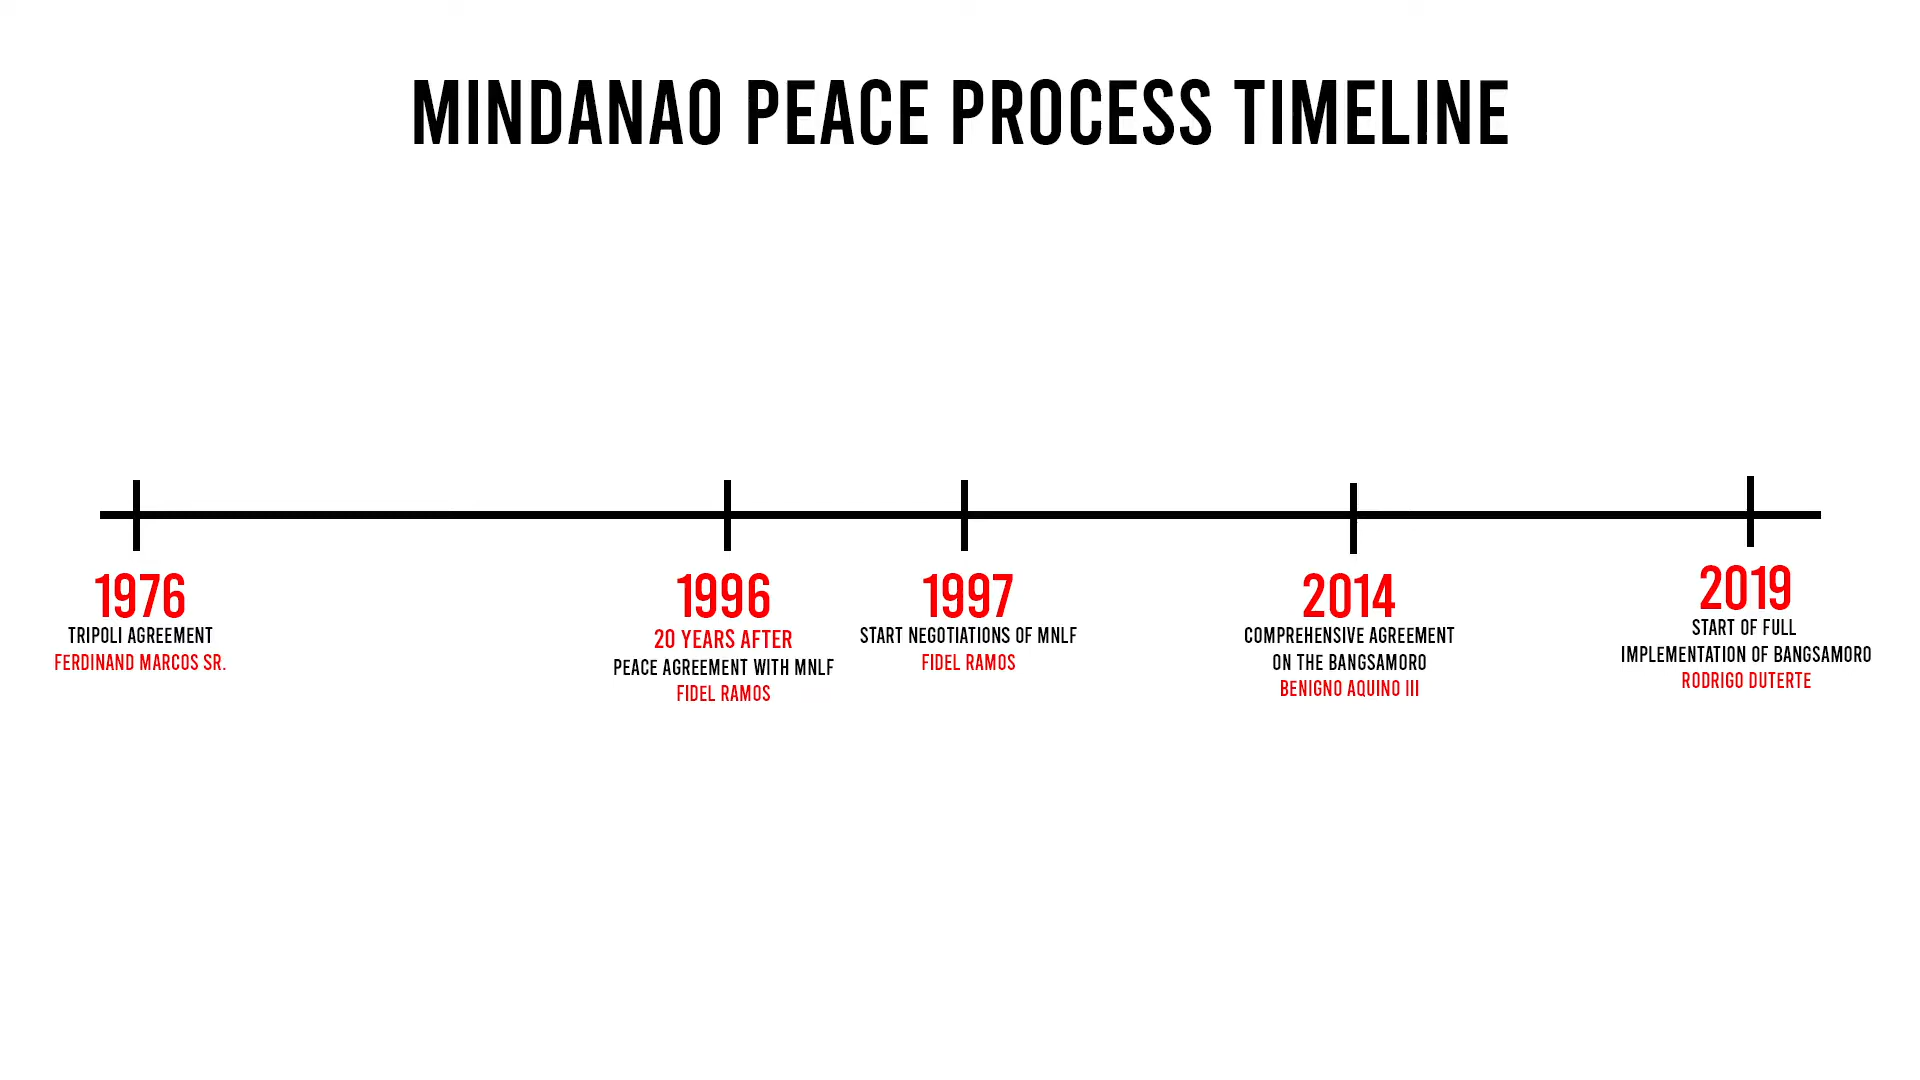 MINDANAO PEACE PROCESS TIMELINE
1976
TRIPOLI AGREEMENT
FERDINAND MARCOS SR.
1996
20 YEARS AFTER
PEACE AGREEMENT WITH MNLF
FIDEL RAMOS
1997
START NEGOTIATIONS OF MNLF
FIDEL RAMOS
2014
COMPREHENSIVE AGREEMENT
ON THE BANGSAMORO
BENIGNO AQUINO III
2019
START OF FULL
IMPLEMENTATION OF BANGSAMORO
RODRIGO DUTERTE